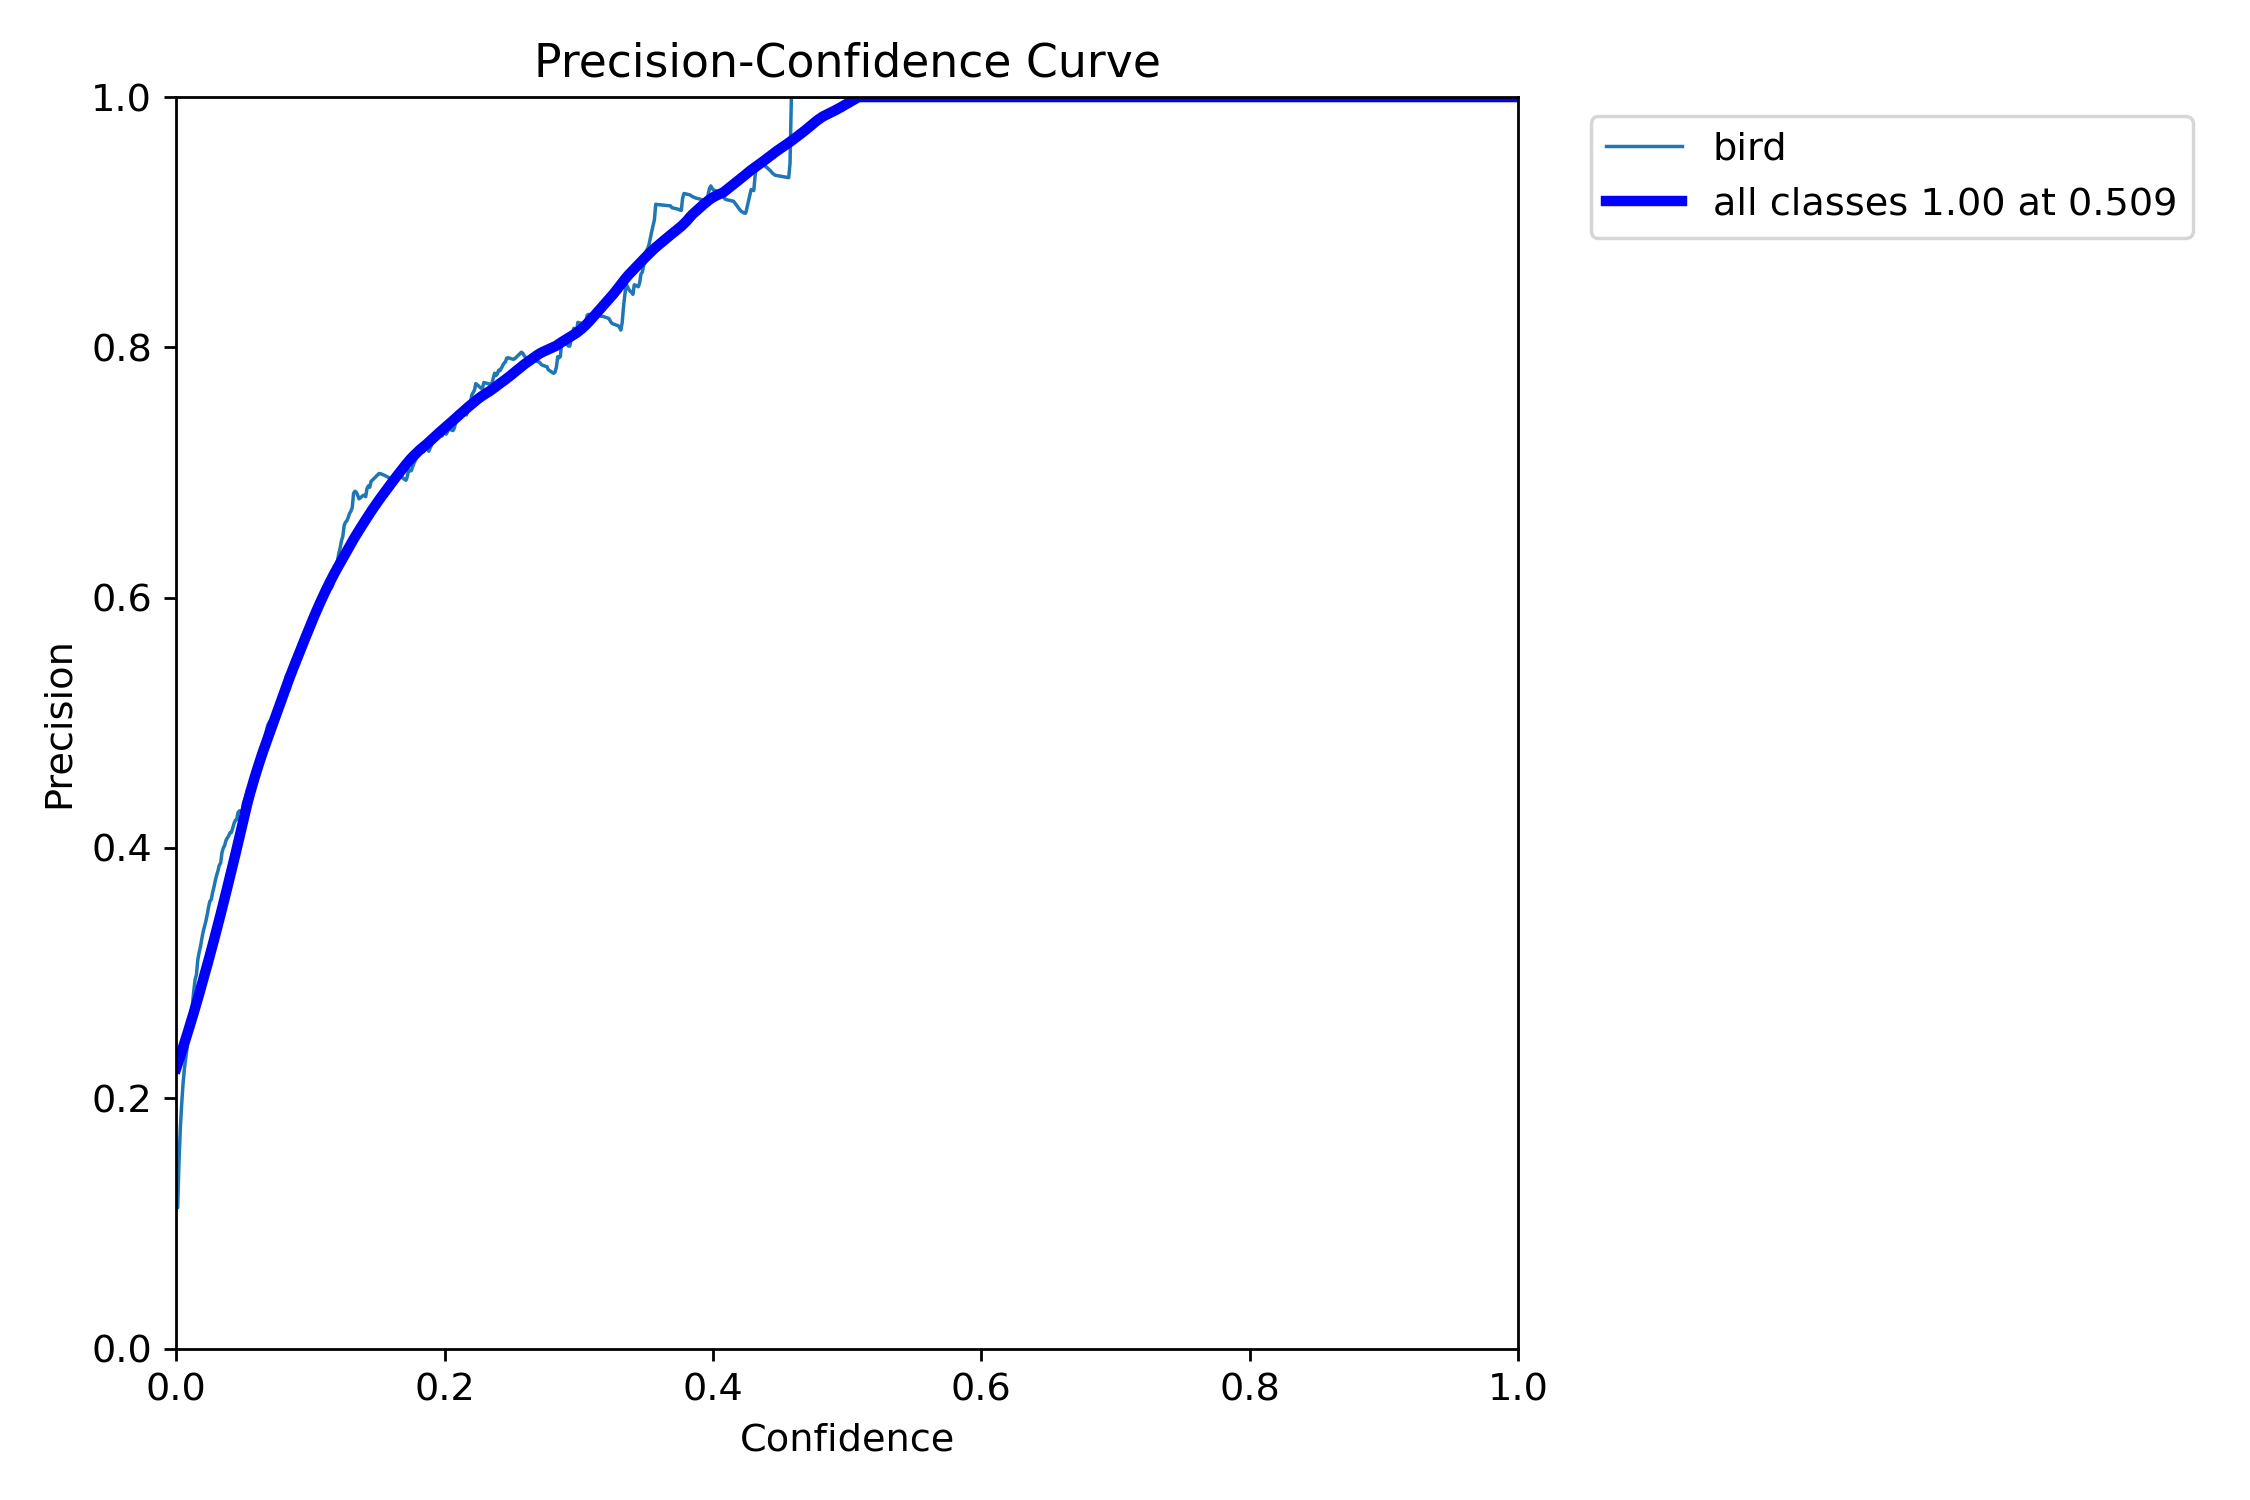 Precision-Confidence Curve
bird
all classes 1.00 at 0.509
Precision
1.0
0.8
0.6
0.4
0.2
0.0
0.0 0.2 0.4 0.6 0.8 1.0
Confidence